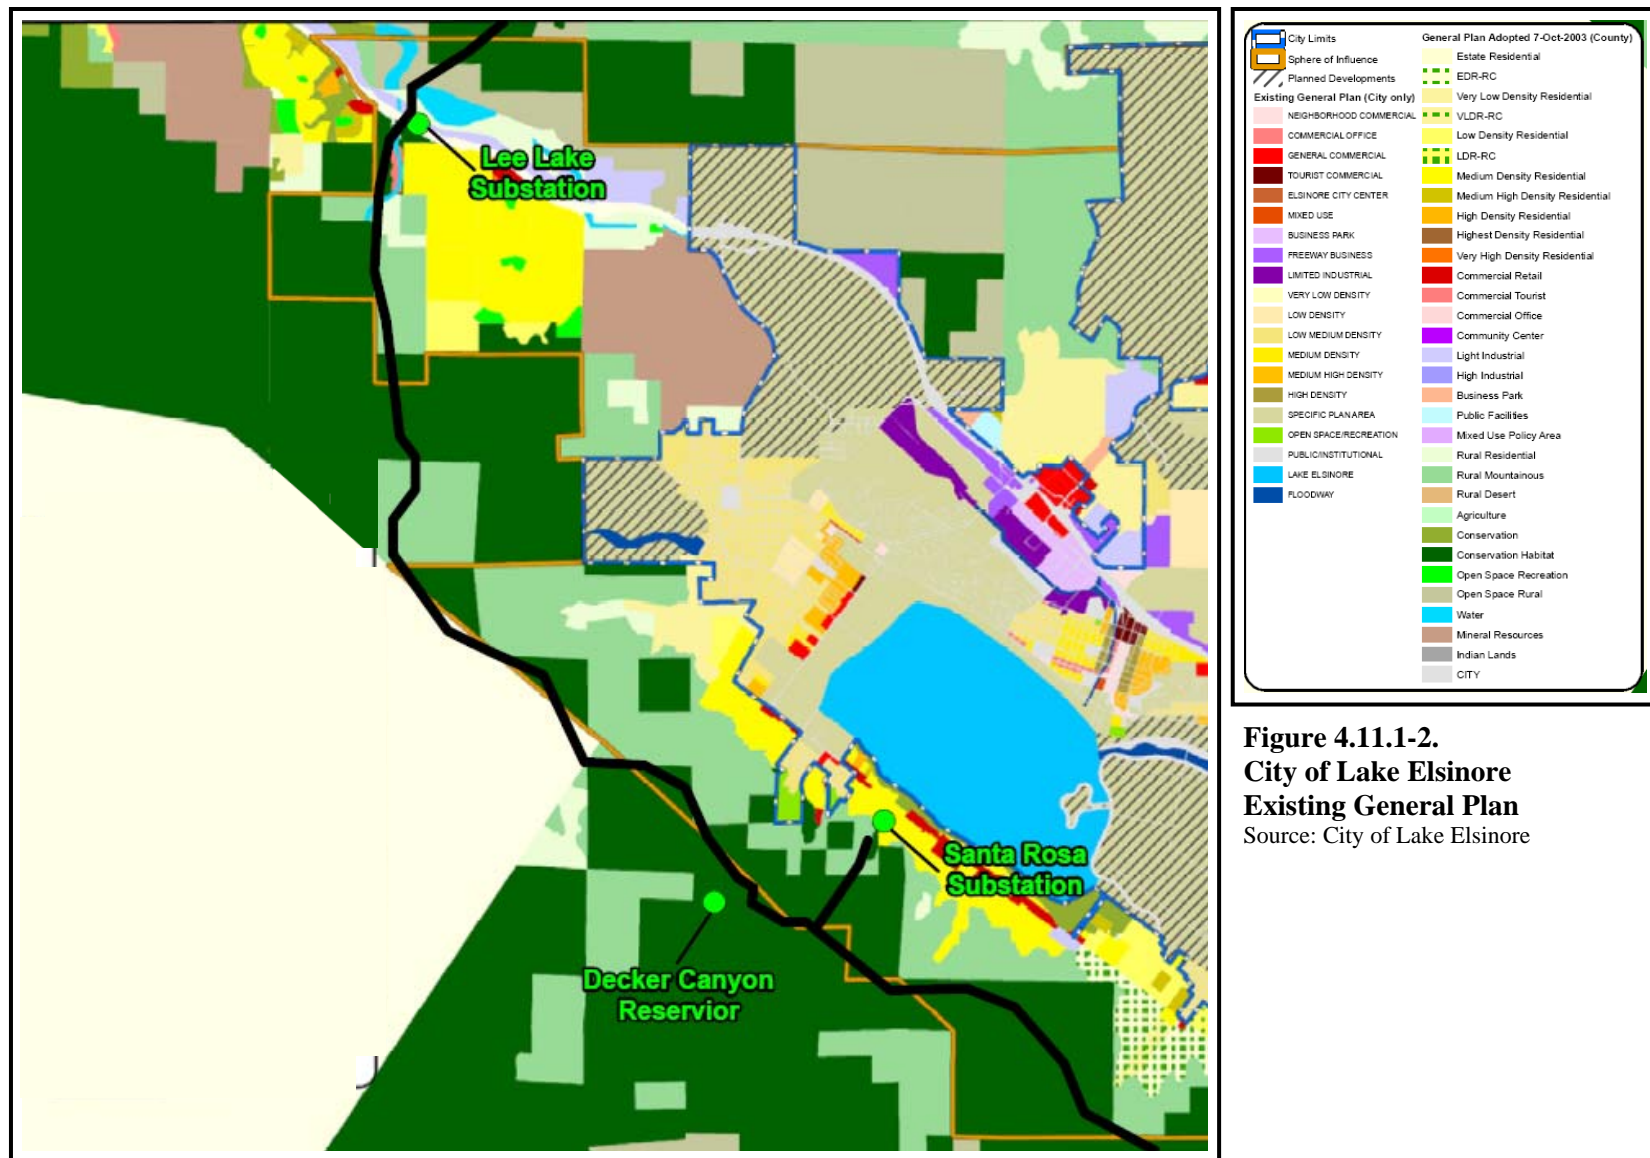 Lee Lake
Substation
Santa Rosa
Substation
Decker Canyon
Reservior
City Limits
Sphere of Influence
Planned Developments
Existing General Plan (City only)
NEIGHBORHOOD COMMERCIAL
COMMERCIAL OFFICE
GENERAL COMMERCIAL
TOURIST COMMERCIAL
ELSINORE CITY CENTER
MIXED USE
BUSINESS PARK
FREEWAY BUSINESS
LIMITED INDUSTRIAL
VERY LOW DENSITY
LOW DENSITY
LOW MEDIUM DENSITY
MEDIUM DENSITY
MEDIUM HIGH DENSITY
HIGH DENSITY
SPECIFIC PLAN AREA
OPEN SPACE/RECREATION
PUBLIC/INSTITUTIONAL
LAKE ELSINORE
FLOODWAY
General Plan Adopted 7-Oct-2003 (County)
Estate Residential
EDR-RC
Very Low Density Residential
VLDR-RC
Low Density Residential
LDR-RC
Medium Density Residential
Medium High Density Residential
High Density Residential
Highest Density Residential
Very High Density Residential
Commercial Retail
Commercial Tourist
Commercial Office
Community Center
Light Industrial
High Industrial
Business Park
Public Facilities
Mixed Use Policy Area
Rural Residential
Rural Mountainous
Rural Desert
Agriculture
Conservation
Conservation Habitat
Open Space Recreation
Open Space Rural
Water
Mineral Resources
Indian Lands
CITY
Figure 4.11.1-2.
City of Lake Elsinore
Existing General Plan
Source: City of Lake Elsinore